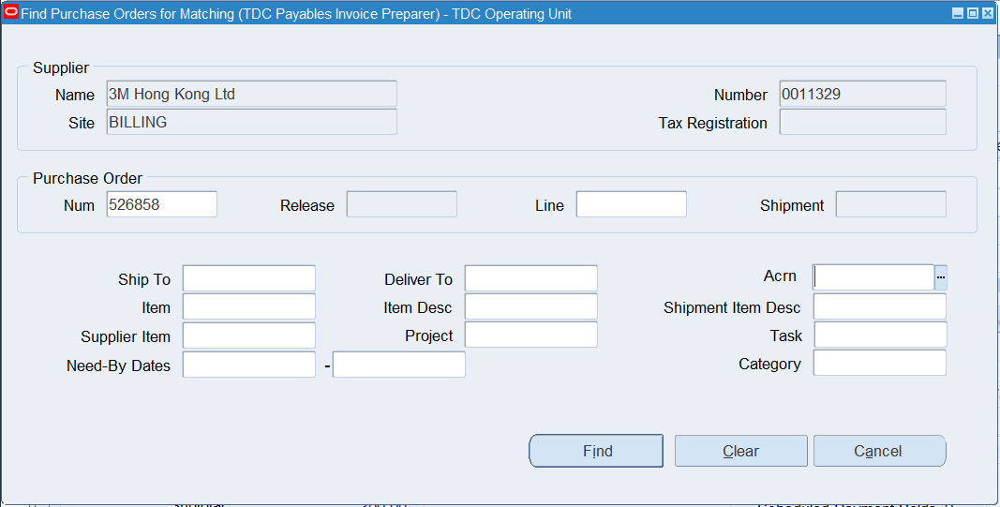 Find Purchase Orders for Matching (TDC Payables Invoice Preparer) - TDC Operating Unit
Supplier
Name 3M Hong Kong Ltd Number 0011329
Site BILLING Tax Registration
Purchase Order
Num 526858 Release Line Shipment
Ship To Deliver To Acrn ...
Item Item Desc Shipment Item Desc
Supplier Item Project Task
Need-By Dates - Category
Find Clear Cancel